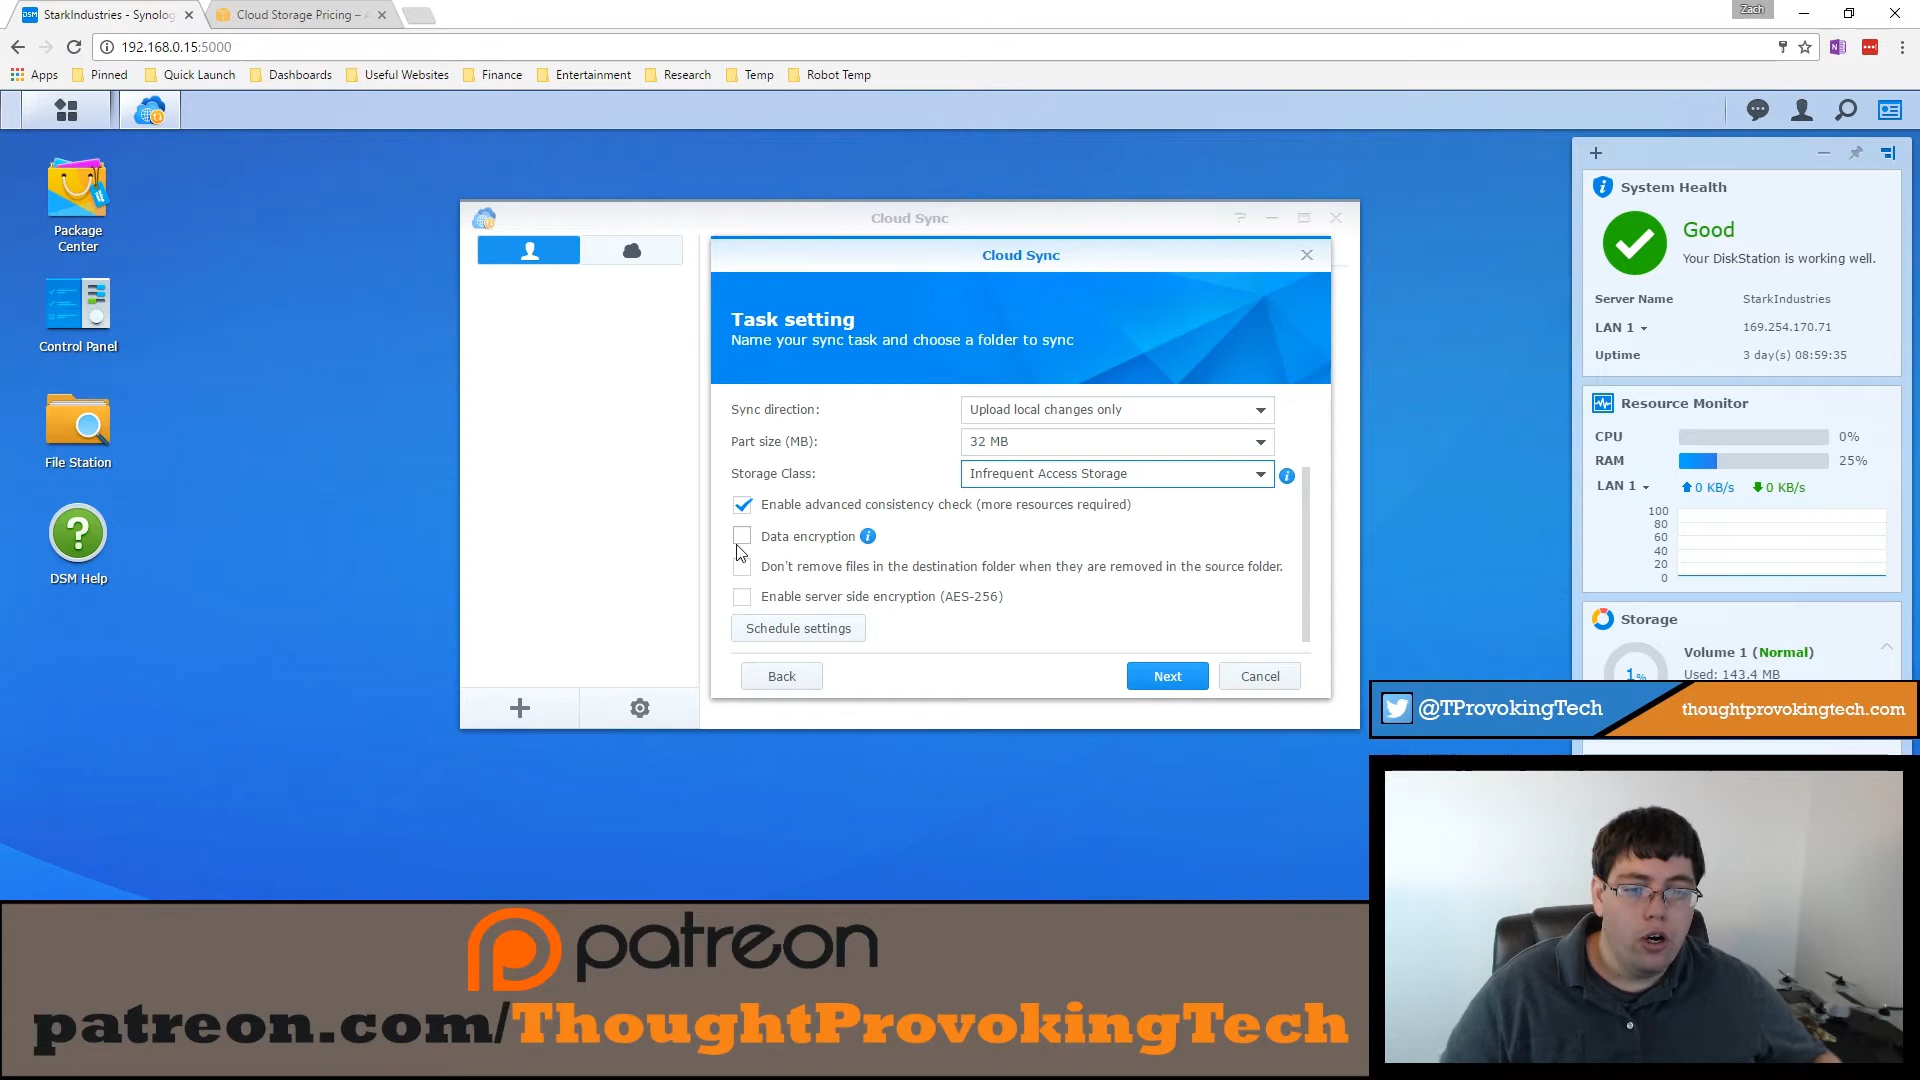 StarkIndustries - Synolog
Cloud Storage Pricing –
Zach
192.168.0.15:5000
Apps
Pinned
Quick Launch
Dashboards
Useful Websites
Finance
Entertainment
Research
Temp
Robot Temp
Package
Center
Control Panel
File Station
DSM Help
Cloud Sync
Cloud Sync
Task setting
Name your sync task and choose a folder to sync
Sync direction: Upload local changes only
Part size (MB): 32 MB
Storage Class: Infrequent Access Storage
Enable advanced consistency check (more resources required)
Data encryption
Don't remove files in the destination folder when they are removed in the source folder.
Enable server side encryption (AES-256)
Schedule settings
Back
Next
Cancel
System Health
Good
Your DiskStation is working well.
Server Name StarkIndustries
LAN 1 169.254.170.71
Uptime 3 day(s) 08:59:35
Resource Monitor
CPU 0%
RAM 25%
LAN 1 0 KB/s 0 KB/s
100
80
60
40
20
0
Storage
Volume 1 (Normal)
1%
Used: 143.4 MB
@TProvokingTech
thoughtprovokingtech.com
patreon
patreon.com/ThoughtProvokingTech